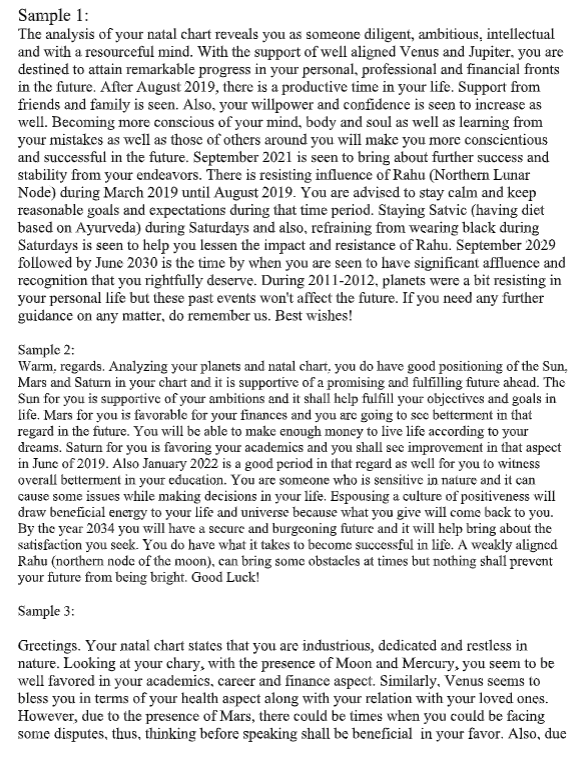 Sample 1:
The analysis of your natal chart reveals you as someone diligent, ambitious, intellectual
and with a resourceful mind. With the support of well aligned Venus and Jupiter, you are
destined to attain remarkable progress in your personal, professional and financial fronts
in the future. After August 2019, there is a productive time in your life. Support from
friends and family is seen. Also, your willpower and confidence is seen to increase as
well. Becoming more conscious of your mind, body and soul as well as learning from
your mistakes as well as those of others around you will make you more conscientious
and successful in the future. September 2021 is seen to bring about further success and
stability from your endeavors. There is resisting influence of Rahu (Northern Lunar
Node) during March 2019 until August 2019. You are advised to stay calm and keep
reasonable goals and expectations during that time period. Staying Satvic (having diet
based on Ayurveda) during Saturdays and also, refraining from wearing black during
Saturdays is seen to help you lessen the impact and resistance of Rahu. September 2029
followed by June 2030 is the time by when you are seen to have significant affluence and
recognition that you rightfully deserve. During 2011-2012, planets were a bit resisting in
your personal life but these past events won't affect the future. If you need any further
guidance on any matter, do remember us. Best wishes!
Sample 2:
Warm, regards. Analyzing your planets and natal chart, you do have good positioning of the Sun,
Mars and Saturn in your chart and it is supportive of a promising and fulfilling future ahead. The
Sun for you is supportive of your ambitions and it shall help fulfill your objectives and goals in
life. Mars for you is favorable for your finances and you are going to see betterment in that
regard in the future. You will be able to make enough money to live life according to your
dreams. Saturn for you is favoring your academics and you shall see improvement in that aspect
in June of 2019. Also January 2022 is a good period in that regard as well for you to witness
overall betterment in your education. You are someone who is sensitive in nature and it can
cause some issues while making decisions in your life. Espousing a culture of positiveness will
draw beneficial energy to your life and universe because what you give will come back to you.
By the year 2034 you will have a secure and burgeoning future and it will help bring about the
satisfaction you seek. You do have what it takes to become successful in life. A weakly aligned
Rahu (northern node of the moon), can bring some obstacles at times but nothing shall prevent
your future from being bright. Good Luck!
Sample 3:
Greetings. Your natal chart states that you are industrious, dedicated and restless in
nature. Looking at your chary, with the presence of Moon and Mercury, you seem to be
well favored in your academics, career and finance aspect. Similarly, Venus seems to
bless you in terms of your health aspect along with your relation with your loved ones.
However, due to the presence of Mars, there could be times when you could be facing
some disputes, thus, thinking before speaking shall be beneficial  in your favor. Also, due